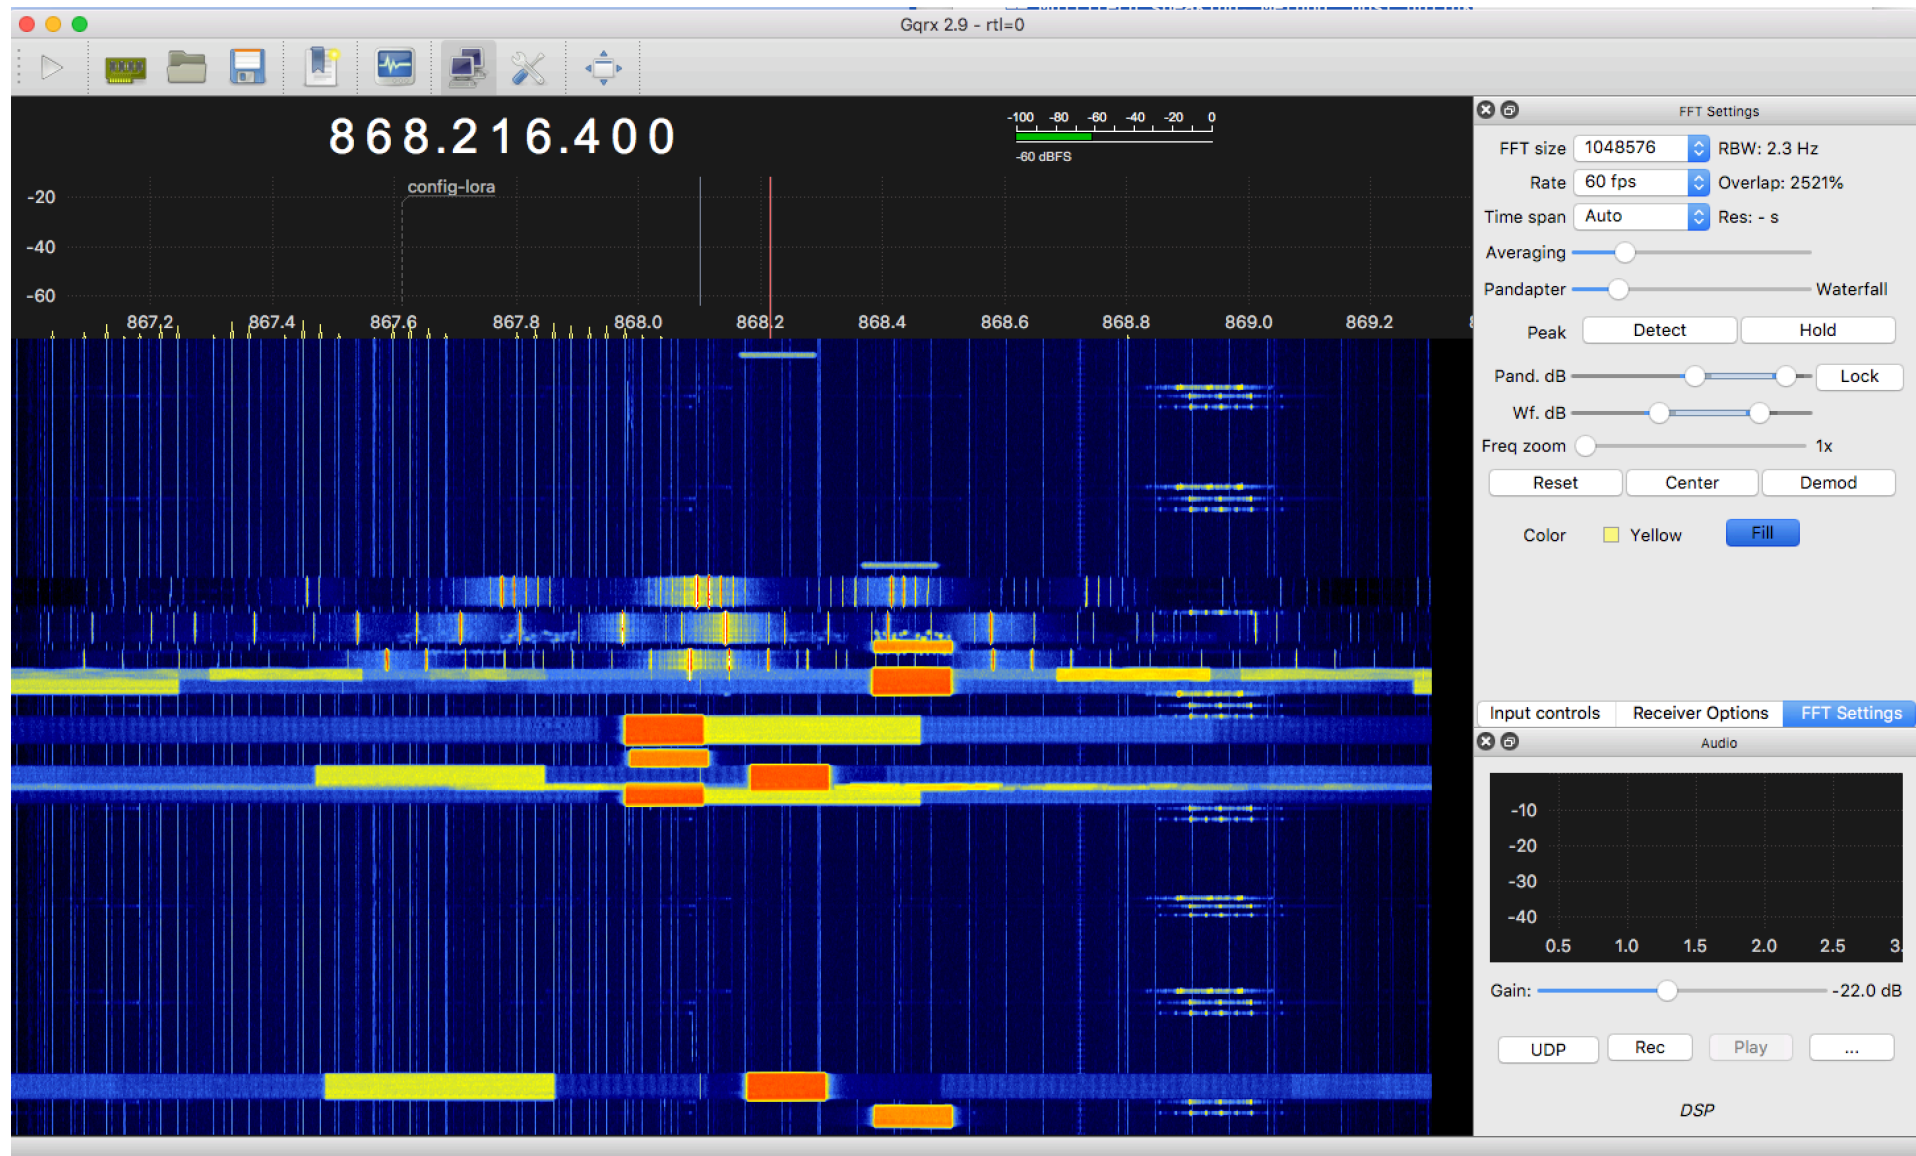 Gqrx 2.9 - rtl=0
868.216.400
-100 -80 -60 -40 -20 0
-60 dBFS
config-lora
-20
-40
-60
867.2 867.4 867.6 867.8 868.0 868.2 868.4 868.6 868.8 869.0 869.2
FFT Settings
FFT size 1048576 RBW: 2.3 Hz
Rate 60 fps Overlap: 2521%
Time span Auto Res: - s
Averaging
Pandapter Waterfall
Peak Detect Hold
Pand. dB Lock
Wf. dB
Freq zoom 1x
Reset Center Demod
Color Yellow Fill
Input controls Receiver Options FFT Settings
Audio
-10
-20
-30
-40
0.5 1.0 1.5 2.0 2.5 3.
Gain: -22.0 dB
UDP Rec Play ...
DSP